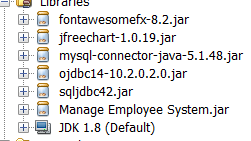 Libraries
fontawesomefx-8.2.jar
jfreechart-1.0.19.jar
mysql-connector-java-5.1.48.jar
ojdbc14-10.2.0.2.0.jar
sqljdbc42.jar
Manage Employee System.jar
JDK 1.8 (Default)